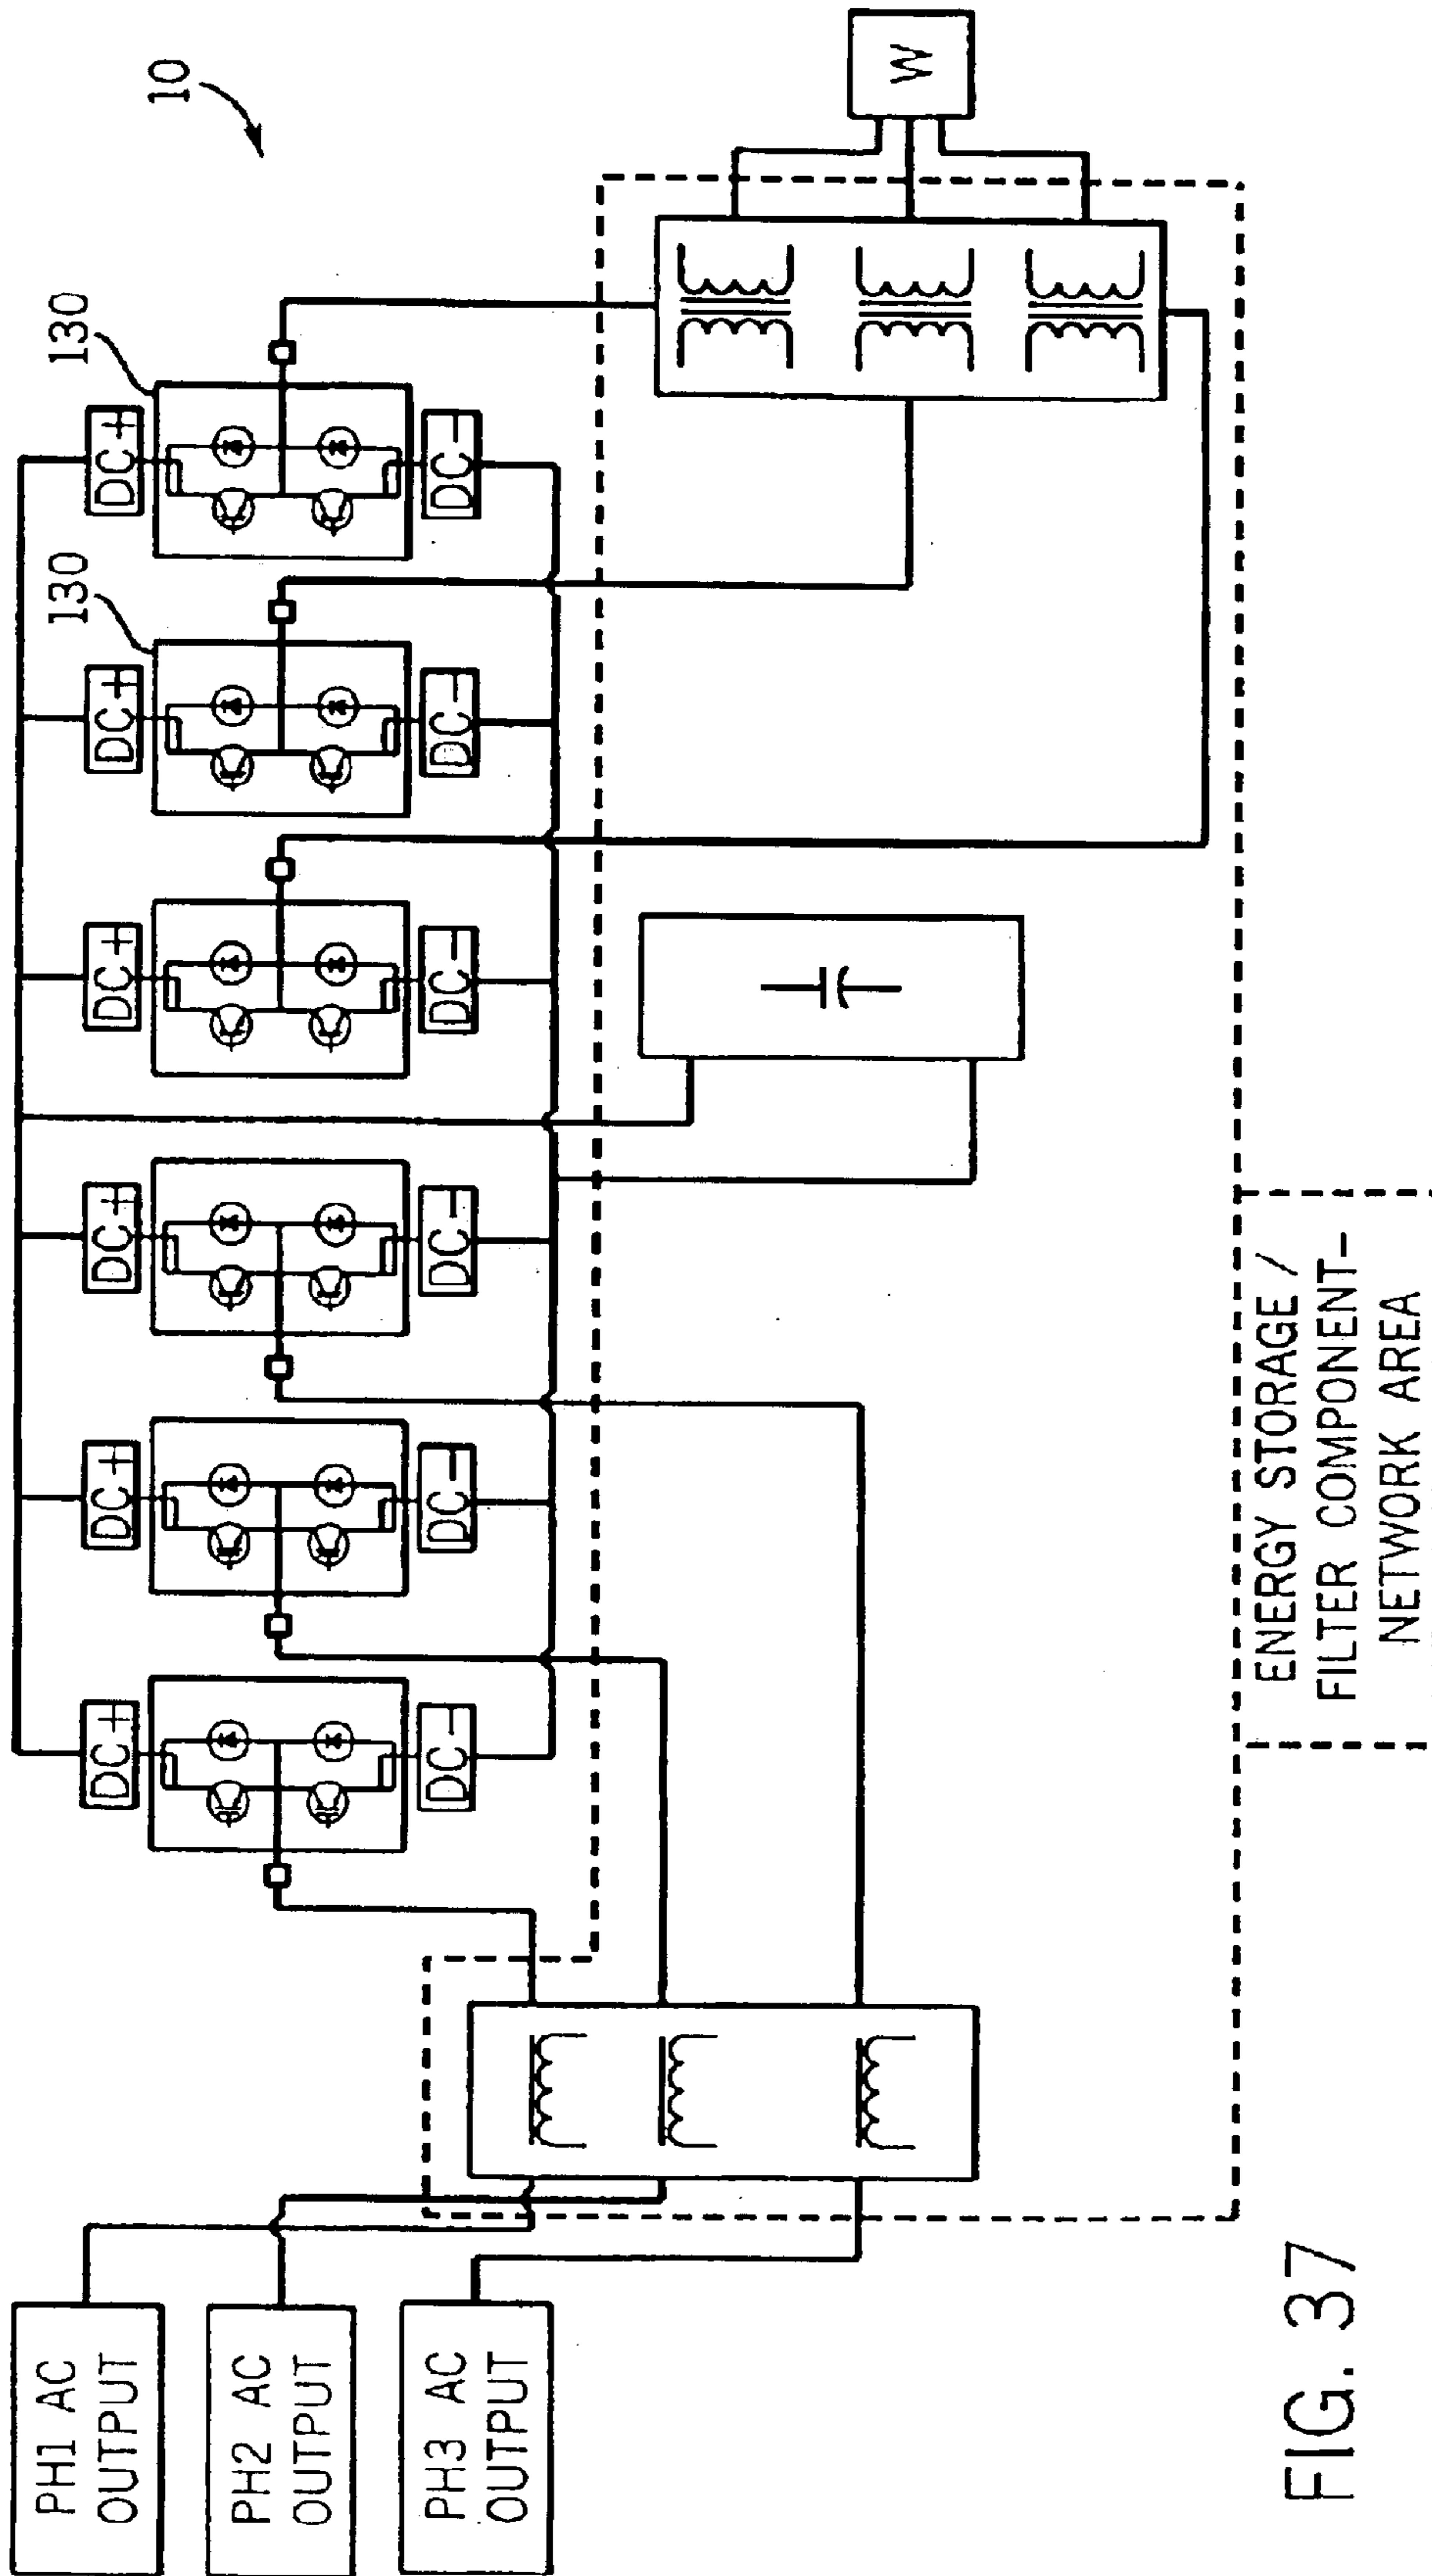 10
130
130
DC+
DC+
DC+
DC+
DC+
DC+
DC-
DC-
DC-
DC-
DC-
DC-
W
PH1 AC
OUTPUT
PH2 AC
OUTPUT
PH3 AC
OUTPUT
ENERGY STORAGE /
FILTER COMPONENT-
NETWORK AREA
FIG. 37